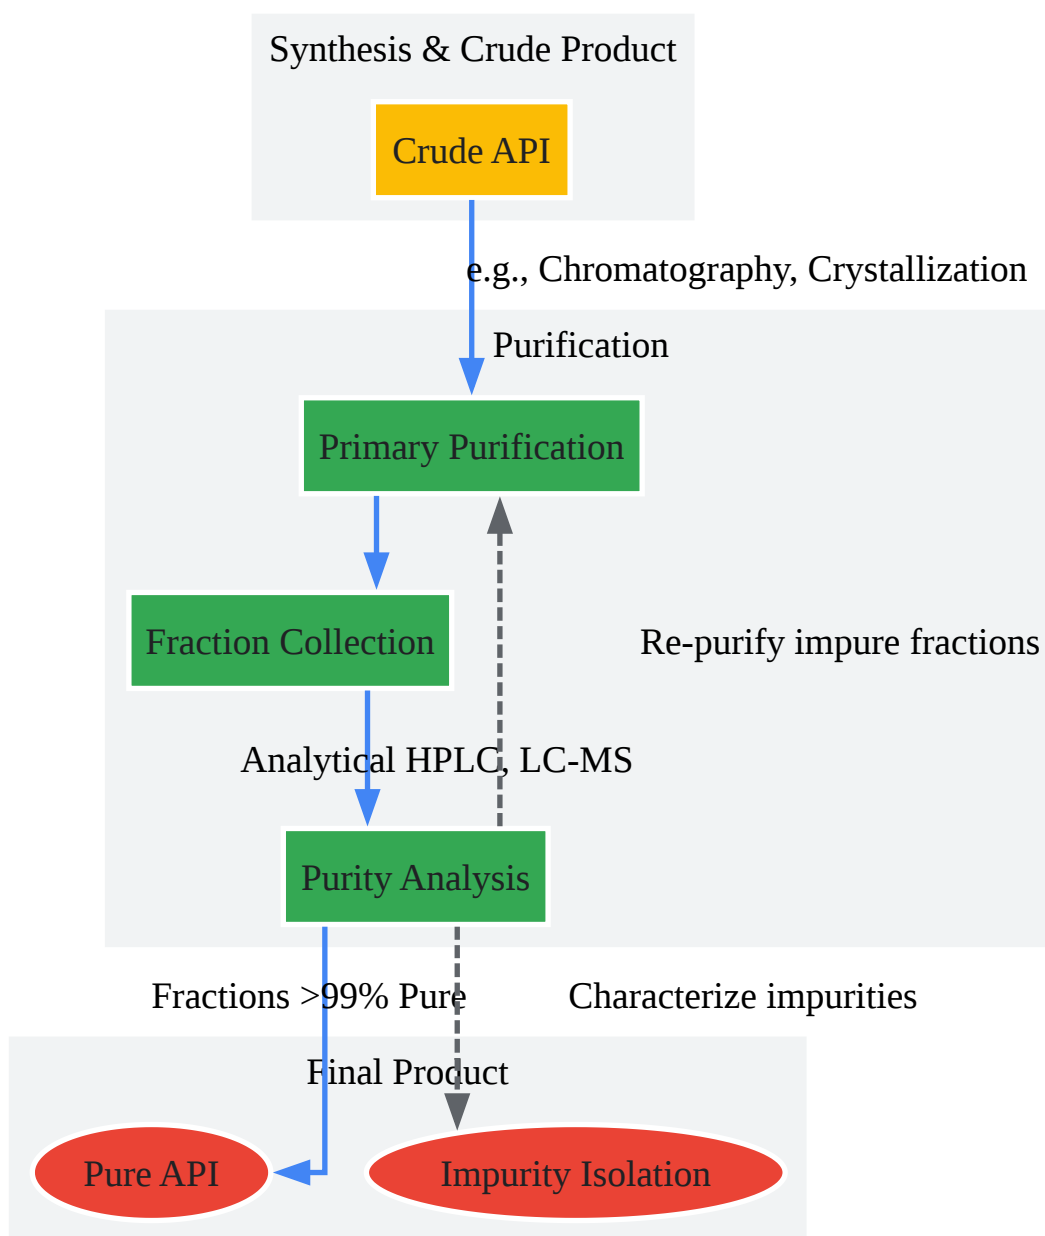 Synthesis & Crude Product
Crude API
e.g., Chromatography, Crystallization
Purification
Primary Purification
Fraction Collection
Re-purify impure fractions
Analytical HPLC, LC-MS
Purity Analysis
Fractions >99% Pure
Characterize impurities
Final Product
Pure API
Impurity Isolation